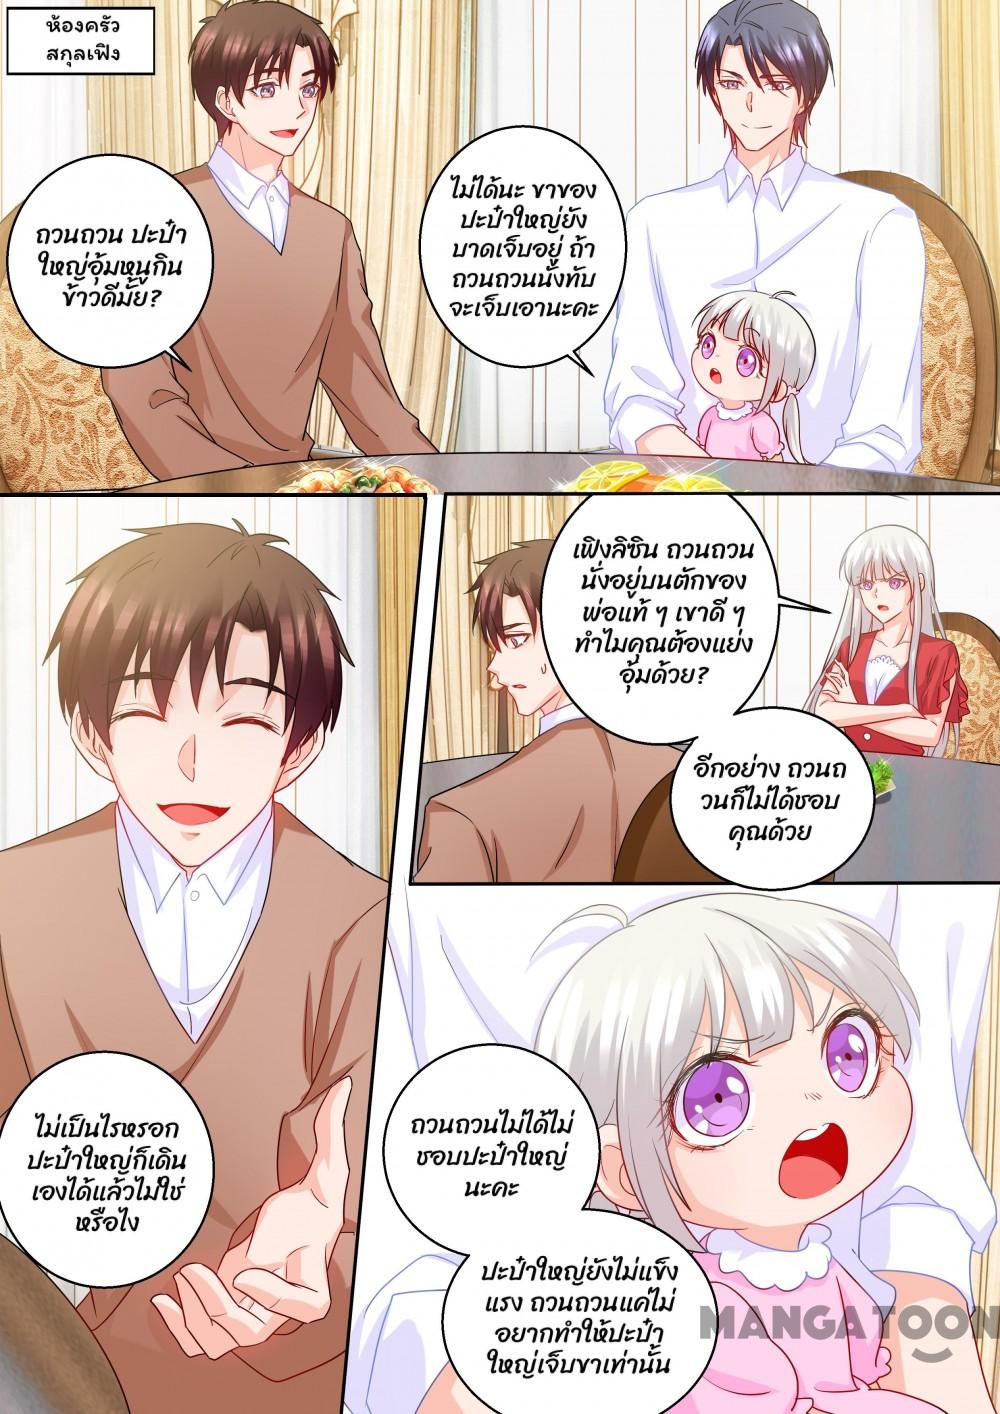 ห้องครัว
สกุลเฟิง
ถวนถวน ปะป๋า
ใหญ่อุ้มหนูกิน
ข้าวดีมั้ย?
ไม่ได้นะ ขาของ
ปะป๋าใหญ่ยัง
บาดเจ็บอยู่ ถ้า
ถวนถวนนั่งทับ
จะเจ็บเอานะคะ
ไม่เป็นไรหรอก
ปะป๋าใหญ่ก็เดิน
เองได้แล้วไม่ใช่
หรือไง
เฟิงลิซิน ถวนถวน
นั่งอยู่บนตักของ
พ่อแท้ ๆ เขาดี ๆ
ทำไมคุณต้องแย่ง
อุ้มด้วย?
อีกอย่าง ถวนถ
วนก็ไม่ได้ชอบ
คุณด้วย
ถวนถวนไม่ได้ไม่
ชอบปะป๋าใหญ่
นะคะ
ปะป๋าใหญ่ยังไม่แข็ง
แรง ถวนถวนแค่ไม่
อยากทำให้ปะป๋า
ใหญ่เจ็บขาเท่านั้น
MANGATOON